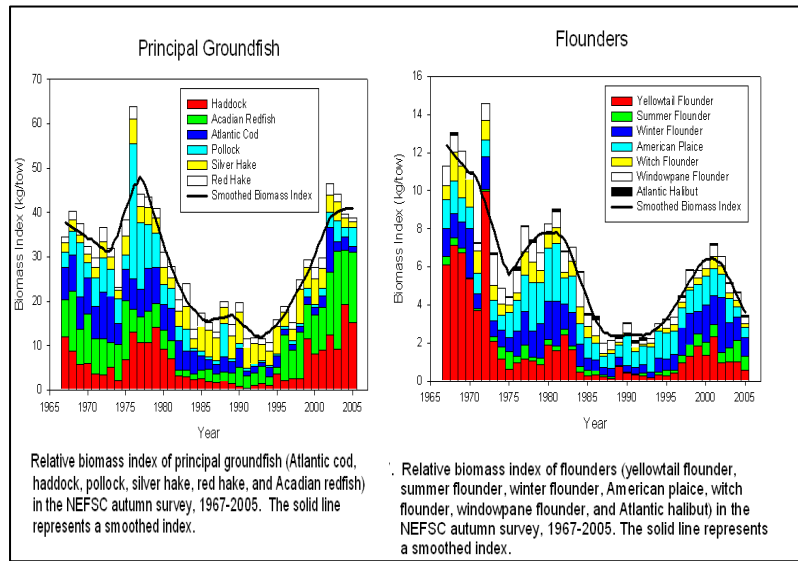 Principal Groundfish
70
60
50
40
30
20
10
0
Biomass Index (kg/tow)
Haddock
Acadian Redfish
Atlantic Cod
Pollock
Silver Hake
Red Hake
Smoothed Biomass Index
1965 1970 1975 1980 1985 1990 1995 2000 2005
Year
Relative biomass index of principal groundfish (Atlantic cod,
haddock, pollock, silver hake, red hake, and Acadian redfish)
in the NEFSC autumn survey, 1967-2005. The solid line
represents a smoothed index.
Flounders
16
14
12
10
8
6
4
2
0
Biomass Index (kg/tow)
Yellowtail Flounder
Summer Flounder
Winter Flounder
American Plaice
Witch Flounder
Windowpane Flounder
Atlantic Halibut
Smoothed Biomass Index
1965 1970 1975 1980 1985 1990 1995 2000 2005
Year
. Relative biomass index of flounders (yellowtail flounder,
summer flounder, winter flounder, American plaice, witch
flounder, windowpane flounder, and Atlantic halibut) in the
NEFSC autumn survey, 1967-2005. The solid line represents
a smoothed index.